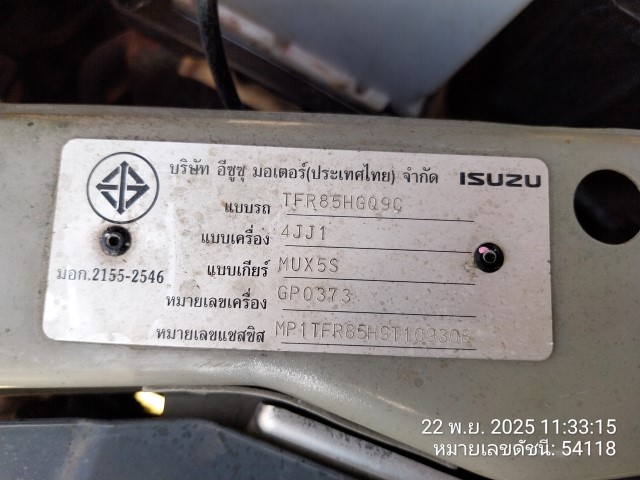 บริษัท อีซูซุ มอเตอร์(ประเทศไทย) จำกัด ISUZU
แบบรถ TFR85HGQ9C
แบบเครื่อง 4JJ1
แบบเกียร์ MUX5S
มอก.2155-2546
หมายเลขเครื่อง GP0373
หมายเลขแชสซิส
22 พ.ย. 2025 11:33:15
หมายเลขดัชนี: 54118